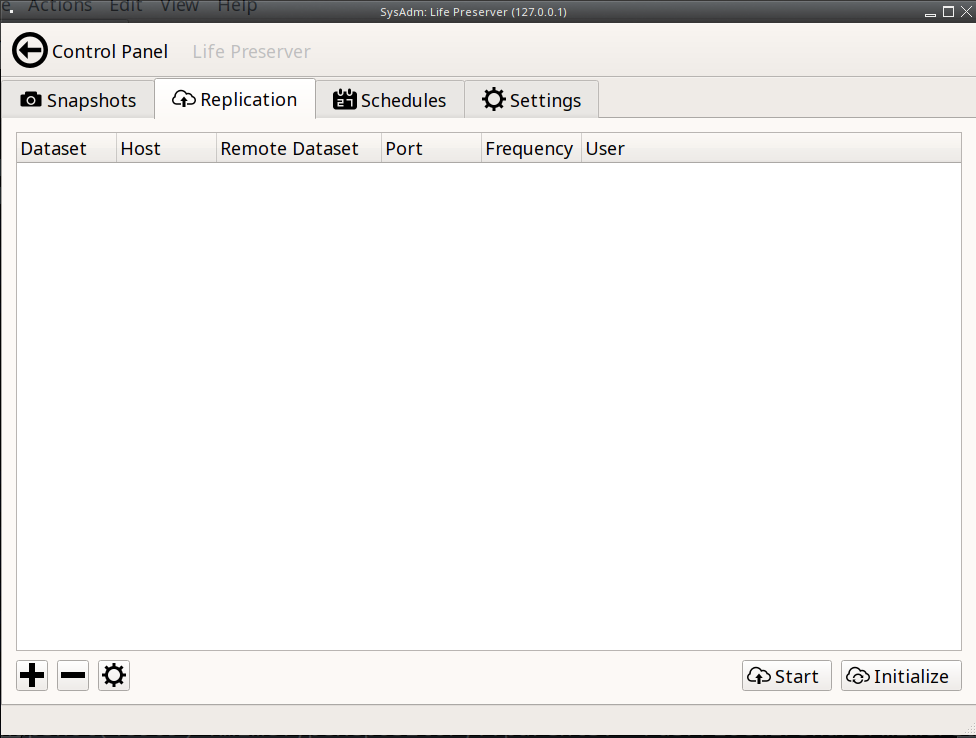 e Actions Edit View Help
SysAdm: Life Preserver (127.0.0.1)
Control Panel Life Preserver
Snapshots Replication 27 Schedules Settings
Dataset Host Remote Dataset Port Frequency User
Start Initialize